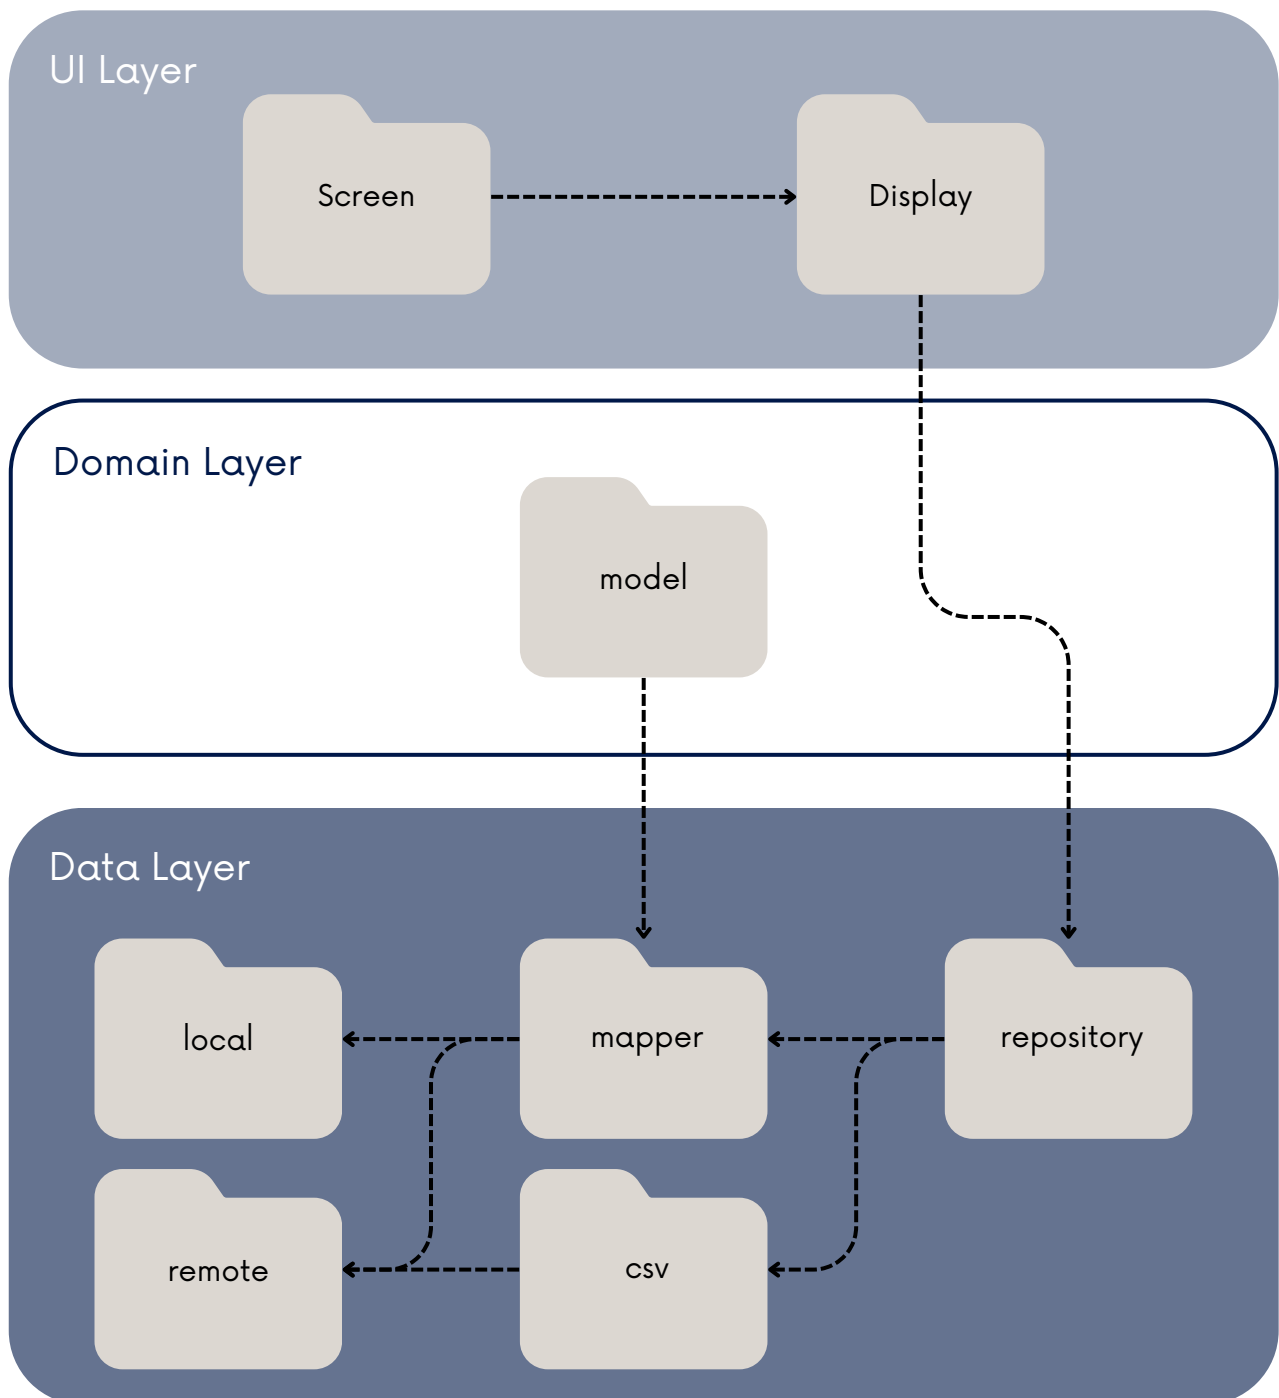 UI Layer
Screen
Display
Domain Layer
model
Data Layer
local
mapper
repository
remote
csv